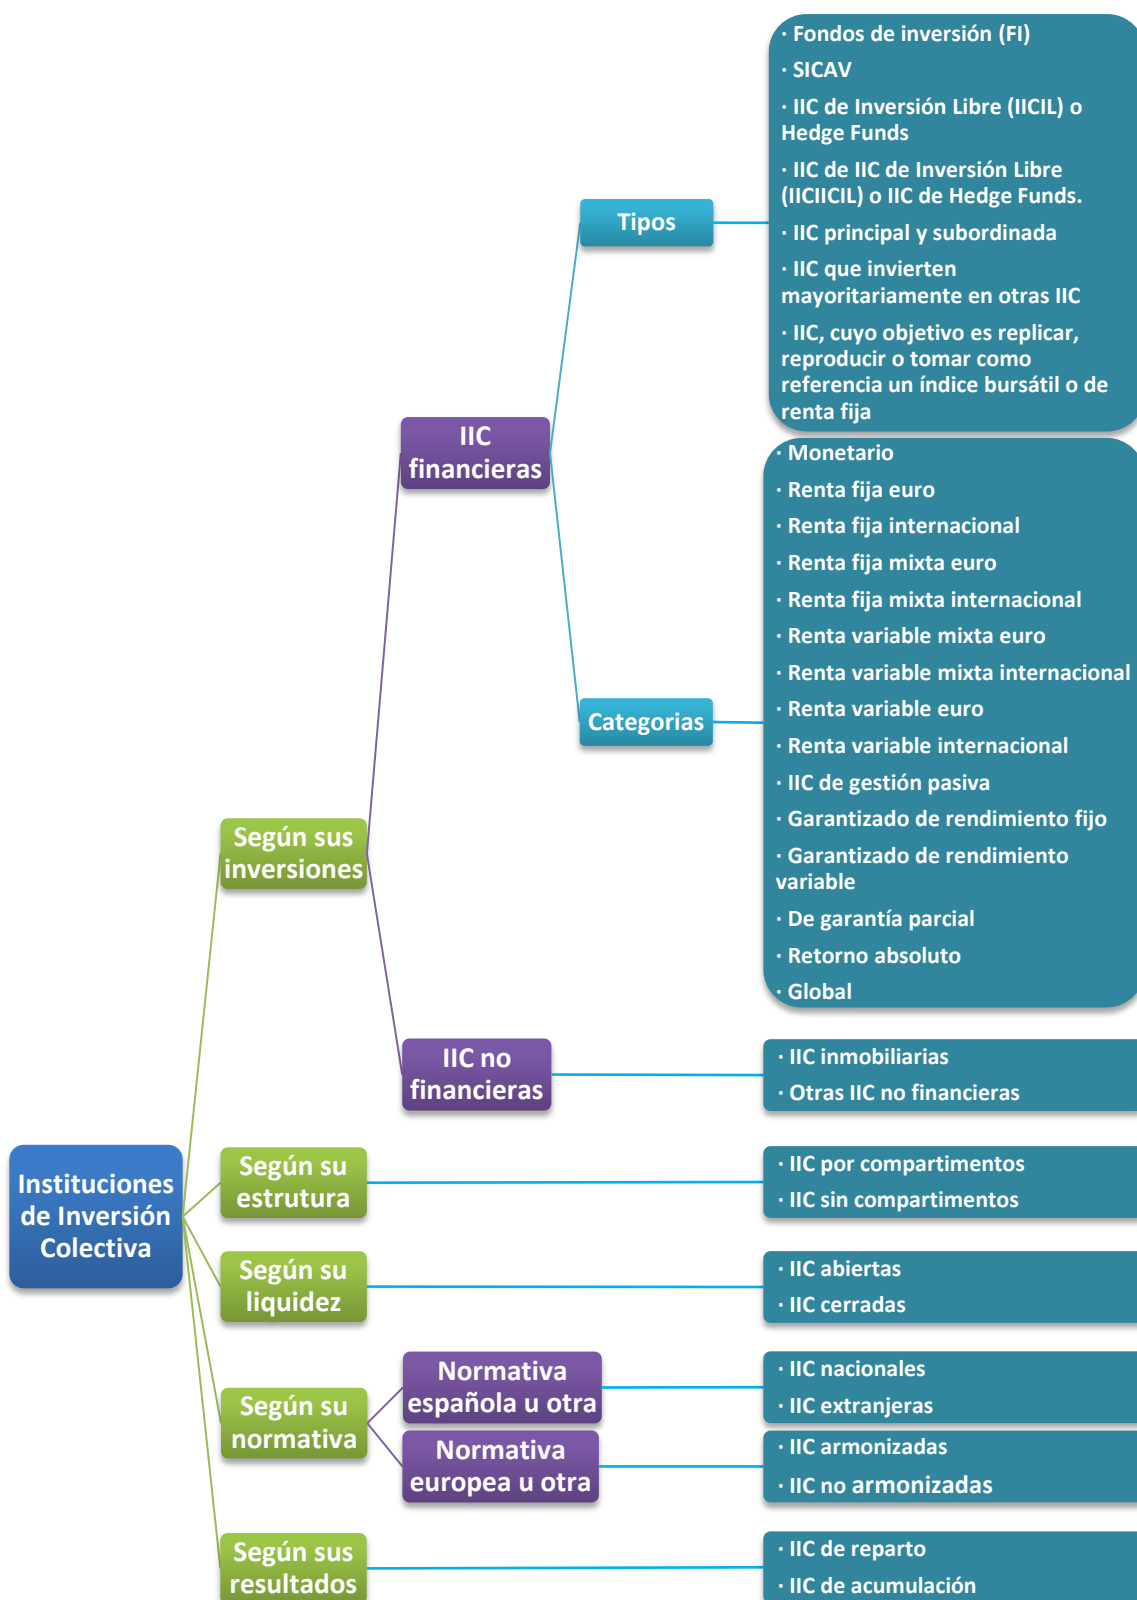 · Fondos de inversión (FI)
· SICAV
· IIC de Inversión Libre (IICIL) o
Hedge Funds
· IIC de IIC de Inversión Libre
(IICIICIL) o IIC de Hedge Funds.
· IIC principal y subordinada
· IIC que invierten
mayoritariamente en otras IIC
· IIC, cuyo objetivo es replicar,
reproducir o tomar como
referencia un índice bursátil o de
renta fija
Tipos
IIC
financieras
· Monetario
· Renta fija euro
· Renta fija internacional
· Renta fija mixta euro
· Renta fija mixta internacional
· Renta variable mixta euro
· Renta variable mixta internacional
· Renta variable euro
· Renta variable internacional
· IIC de gestión pasiva
· Garantizado de rendimiento fijo
· Garantizado de rendimiento
variable
· De garantía parcial
· Retorno absoluto
· Global
Categorias
Según sus
inversiones
IIC no
financieras
· IIC inmobiliarias
· Otras IIC no financieras
Instituciones
de Inversión
Colectiva
Según su
estrutura
· IIC por compartimentos
· IIC sin compartimentos
Según su
liquidez
· IIC abiertas
· IIC cerradas
Según su
normativa
Normativa
española u otra
· IIC nacionales
· IIC extranjeras
Normativa
europea u otra
· IIC armonizadas
· IIC no armonizadas
Según sus
resultados
· IIC de reparto
· IIC de acumulación